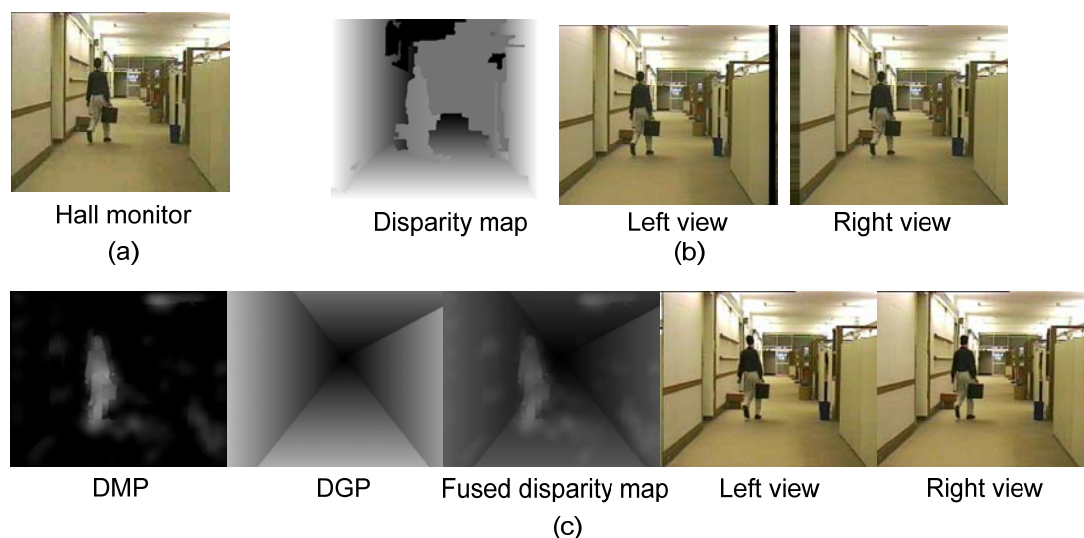 Hall monitor
(a)
Disparity map
Left view
Right view
(b)
DMP
DGP
Fused disparity map
Left view
Right view
(c)